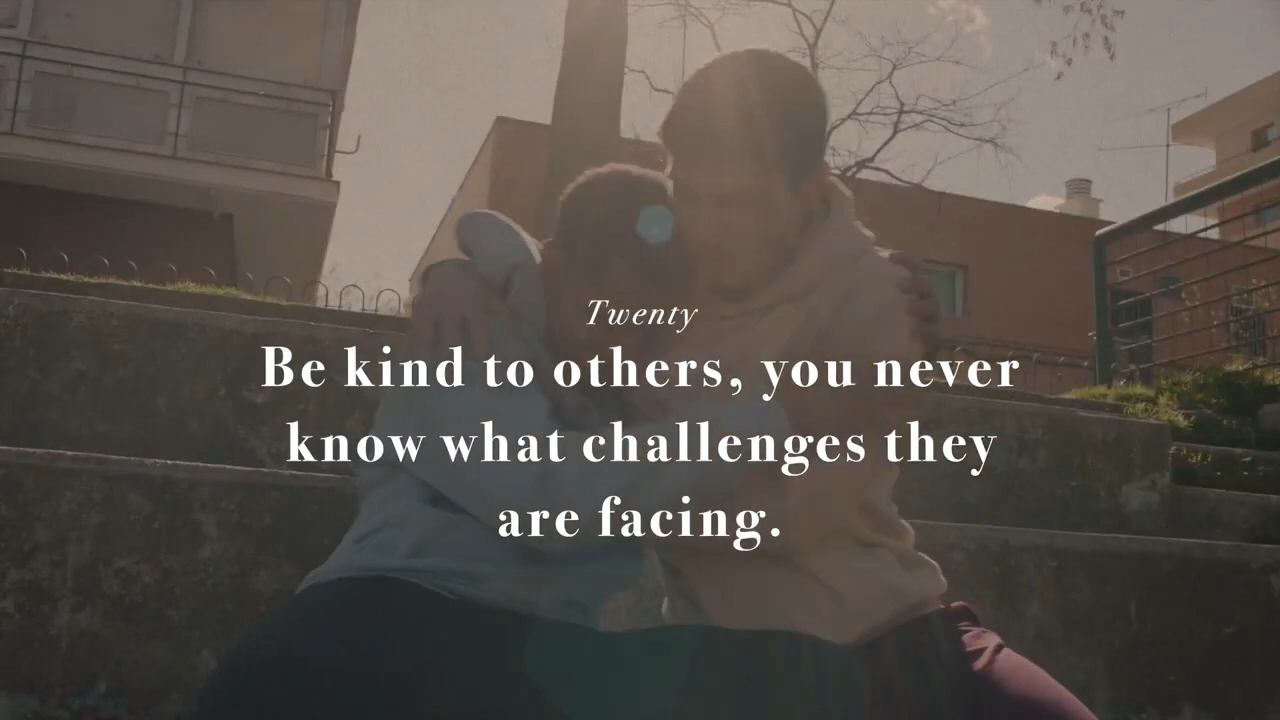 Twenty
Be kind to others, you never
know what challenges they
are facing.